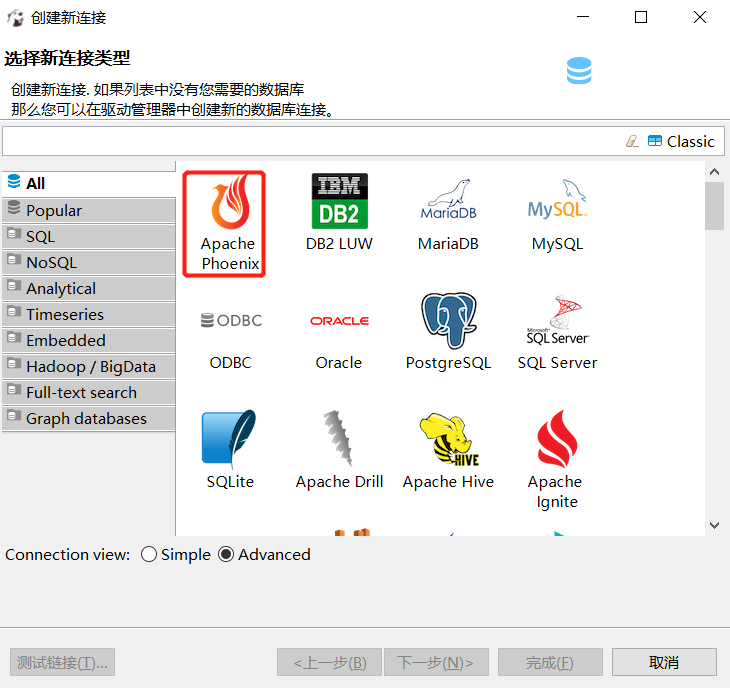 创建新连接
选择新连接类型
创建新连接. 如果列表中没有您需要的数据库
那么您可以在驱动管理器中创建新的数据库连接。
Classic
All
Popular
SQL
NoSQL
Analytical
Timeseries
Embedded
Hadoop / BigData
Full-text search
Graph databases
Apache
Phoenix
IBM
DB2
DB2 LUW
MariaDB
MariaDB
MySQL
MySQL
ODBC
ODBC
ORACLE
Oracle
PostgreSQL
Microsoft
SQL Server
SQL Server
SQLite
Apache Drill
HIVE
Apache Hive
Apache
Ignite
Connection view:  Simple  Advanced
测试链接(T)...
<上一步(B)
下一步(N)>
完成(F)
取消